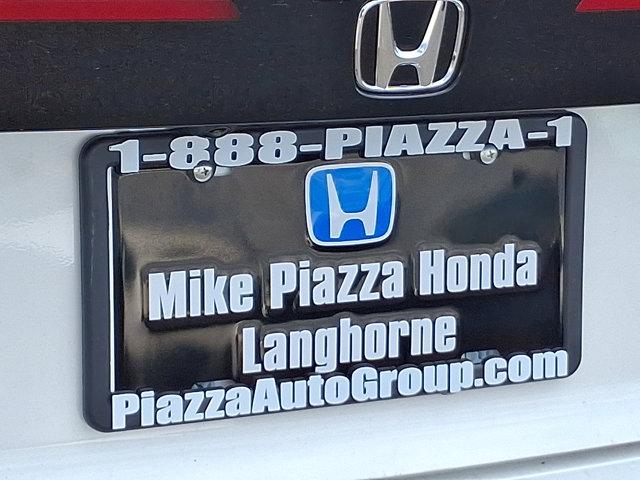 1-888-PIAZZA-1
Mike Piazza Honda
Langhorne
PiazzaAutoGroup.com